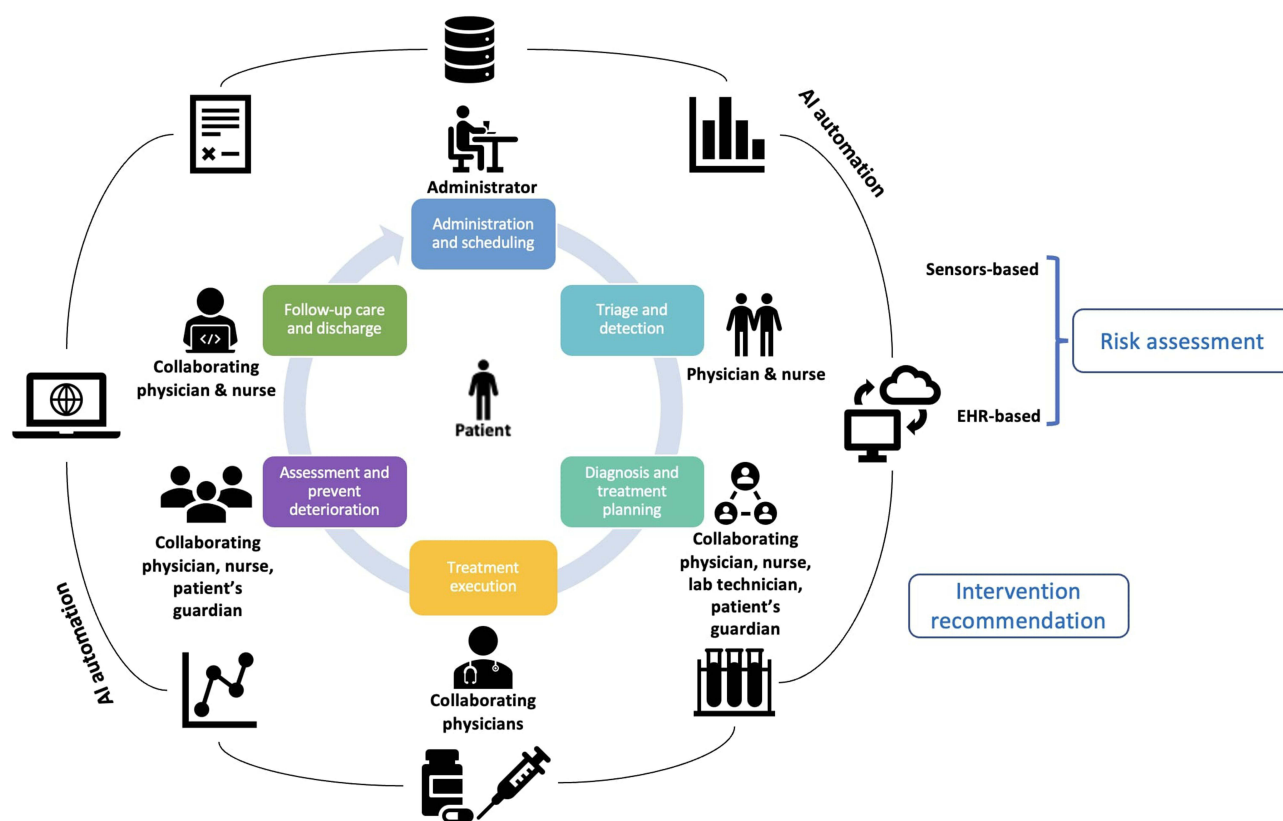 AI automation
Administrator
Administration
and scheduling
Sensors-based
Risk assessment
EHR-based
Follow-up care
and discharge
Triage and
detection
Collaborating
physician & nurse
Physician & nurse
</>
Patient
Assessment and
prevent
deterioration
Diagnosis and
treatment
planning
Collaborating
physician, nurse,
patient’s
guardian
Collaborating
physician, nurse,
lab technician,
patient’s
guardian
Treatment
execution
Intervention
recommendation
AI automation
Collaborating
physicians